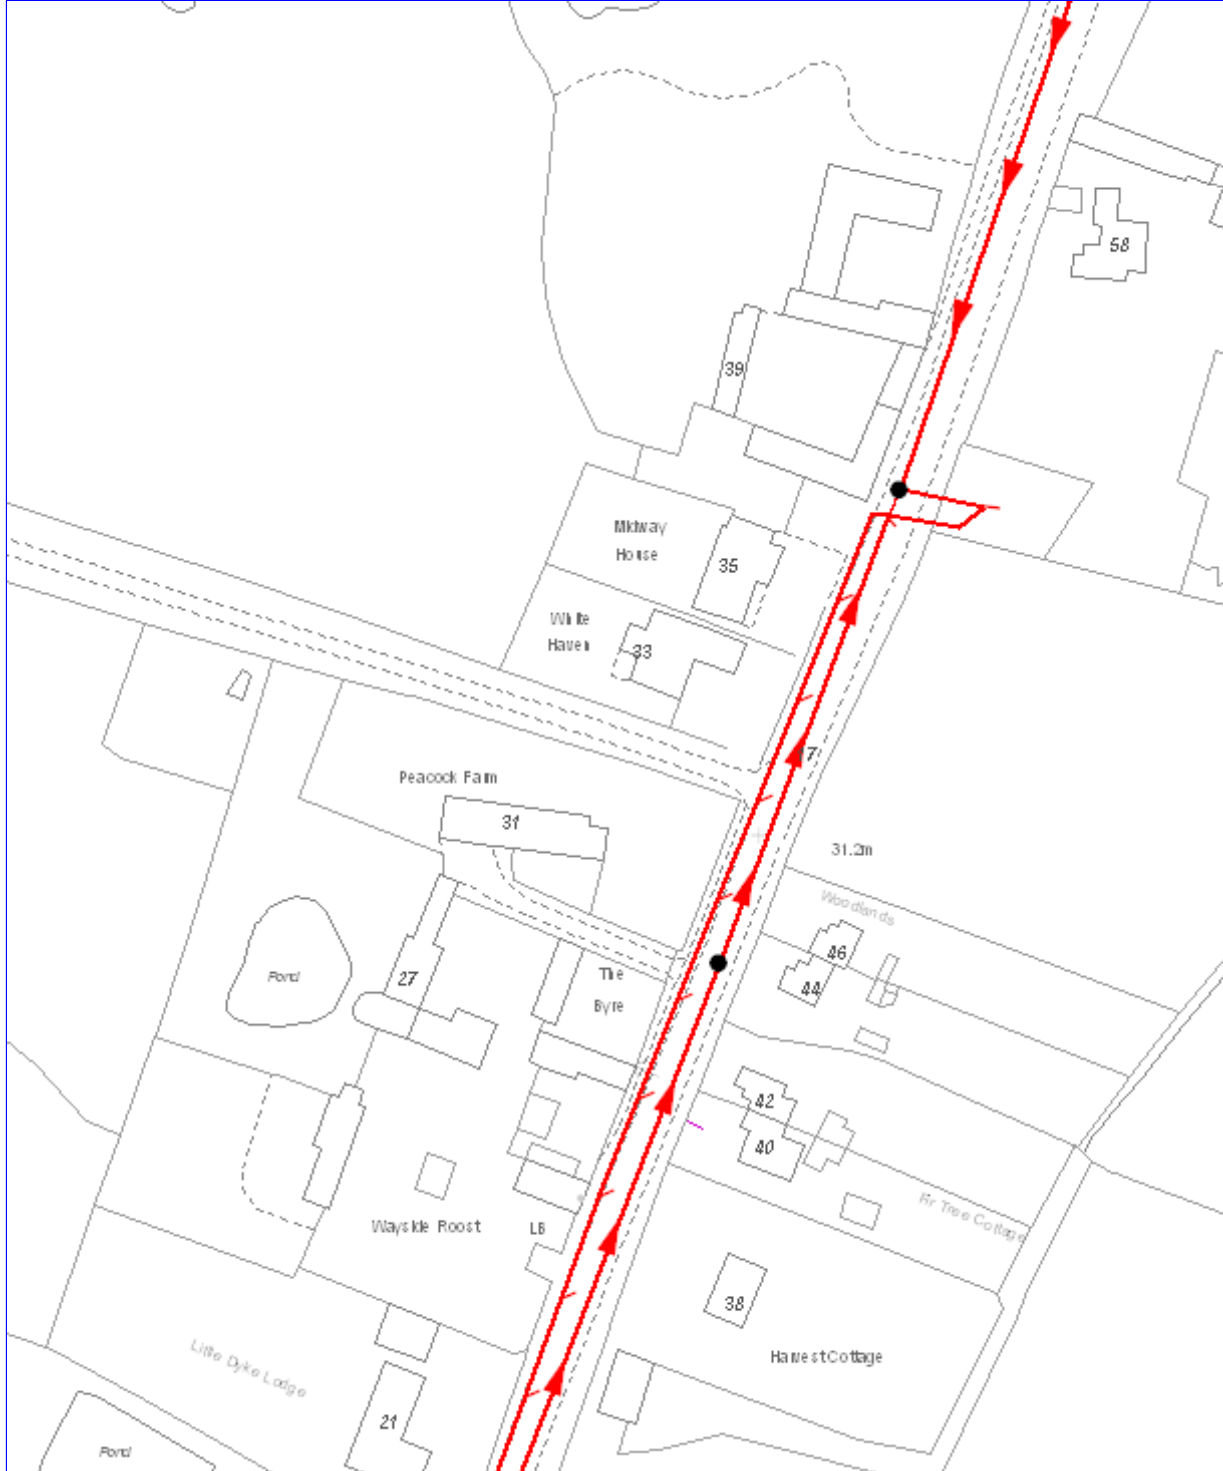 58
39
Midway
House
35
White
Haven
33
17
Peacock Farm
31
31.2m
Woodlands
46
44
27
The
Byre
Pond
42
40
Fir Tree Cottage
Wayside Roost
LB
38
Harvest Cottage
Little Dyke Lodge
21
Pond